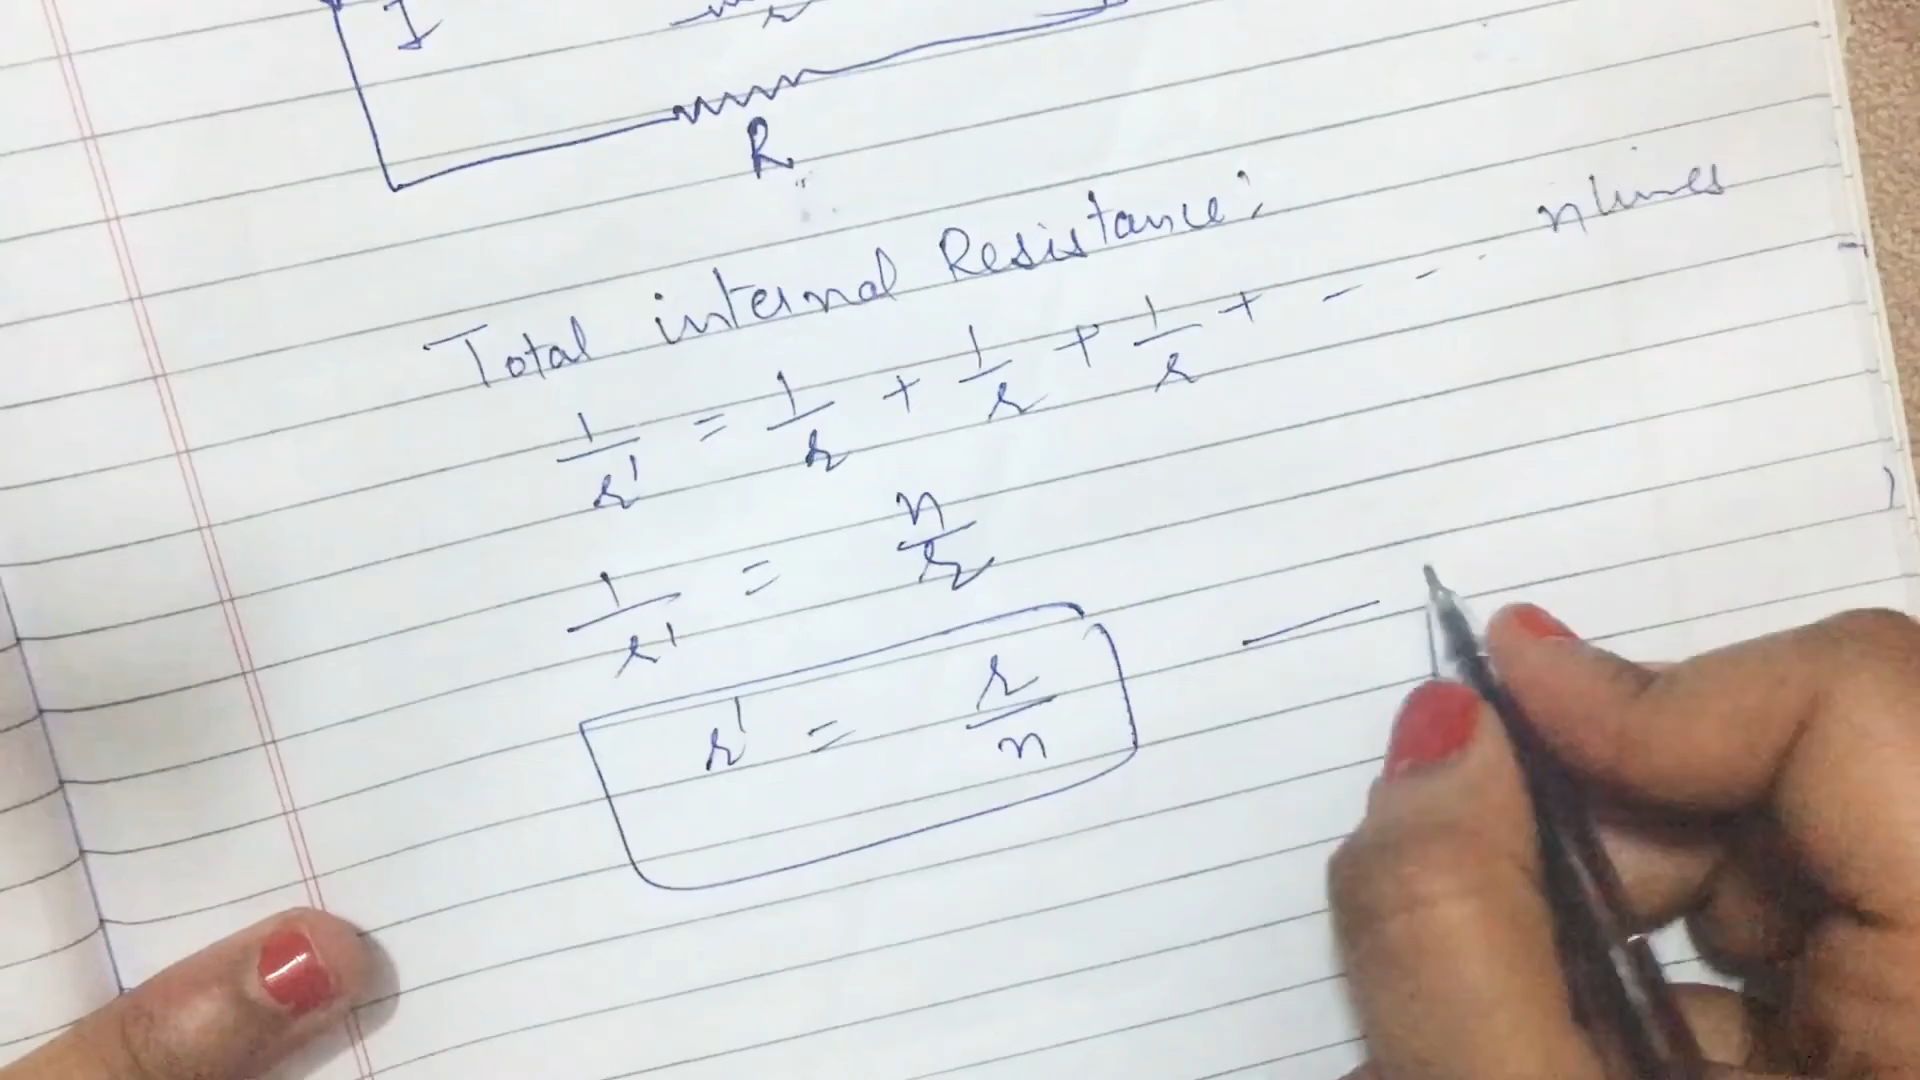 I
r
R
Total internal Resistance:
1/r' = 1/r + 1/r + 1/r + - - - n times
1/r' = n/r
r' = r/n